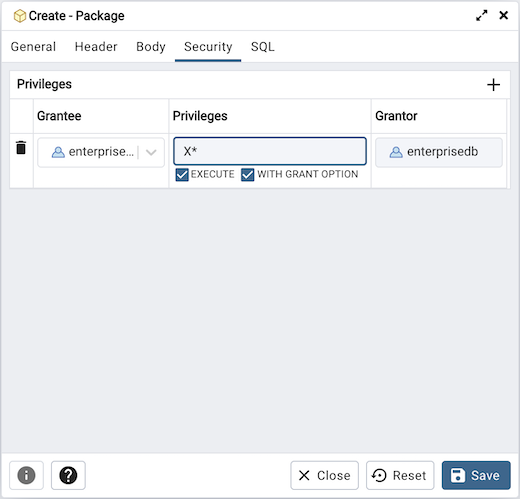 Create - Package
General Header Body Security SQL
Privileges
Grantee Privileges Grantor
enterprise... X* enterprisedb
EXECUTE WITH GRANT OPTION
Close Reset Save